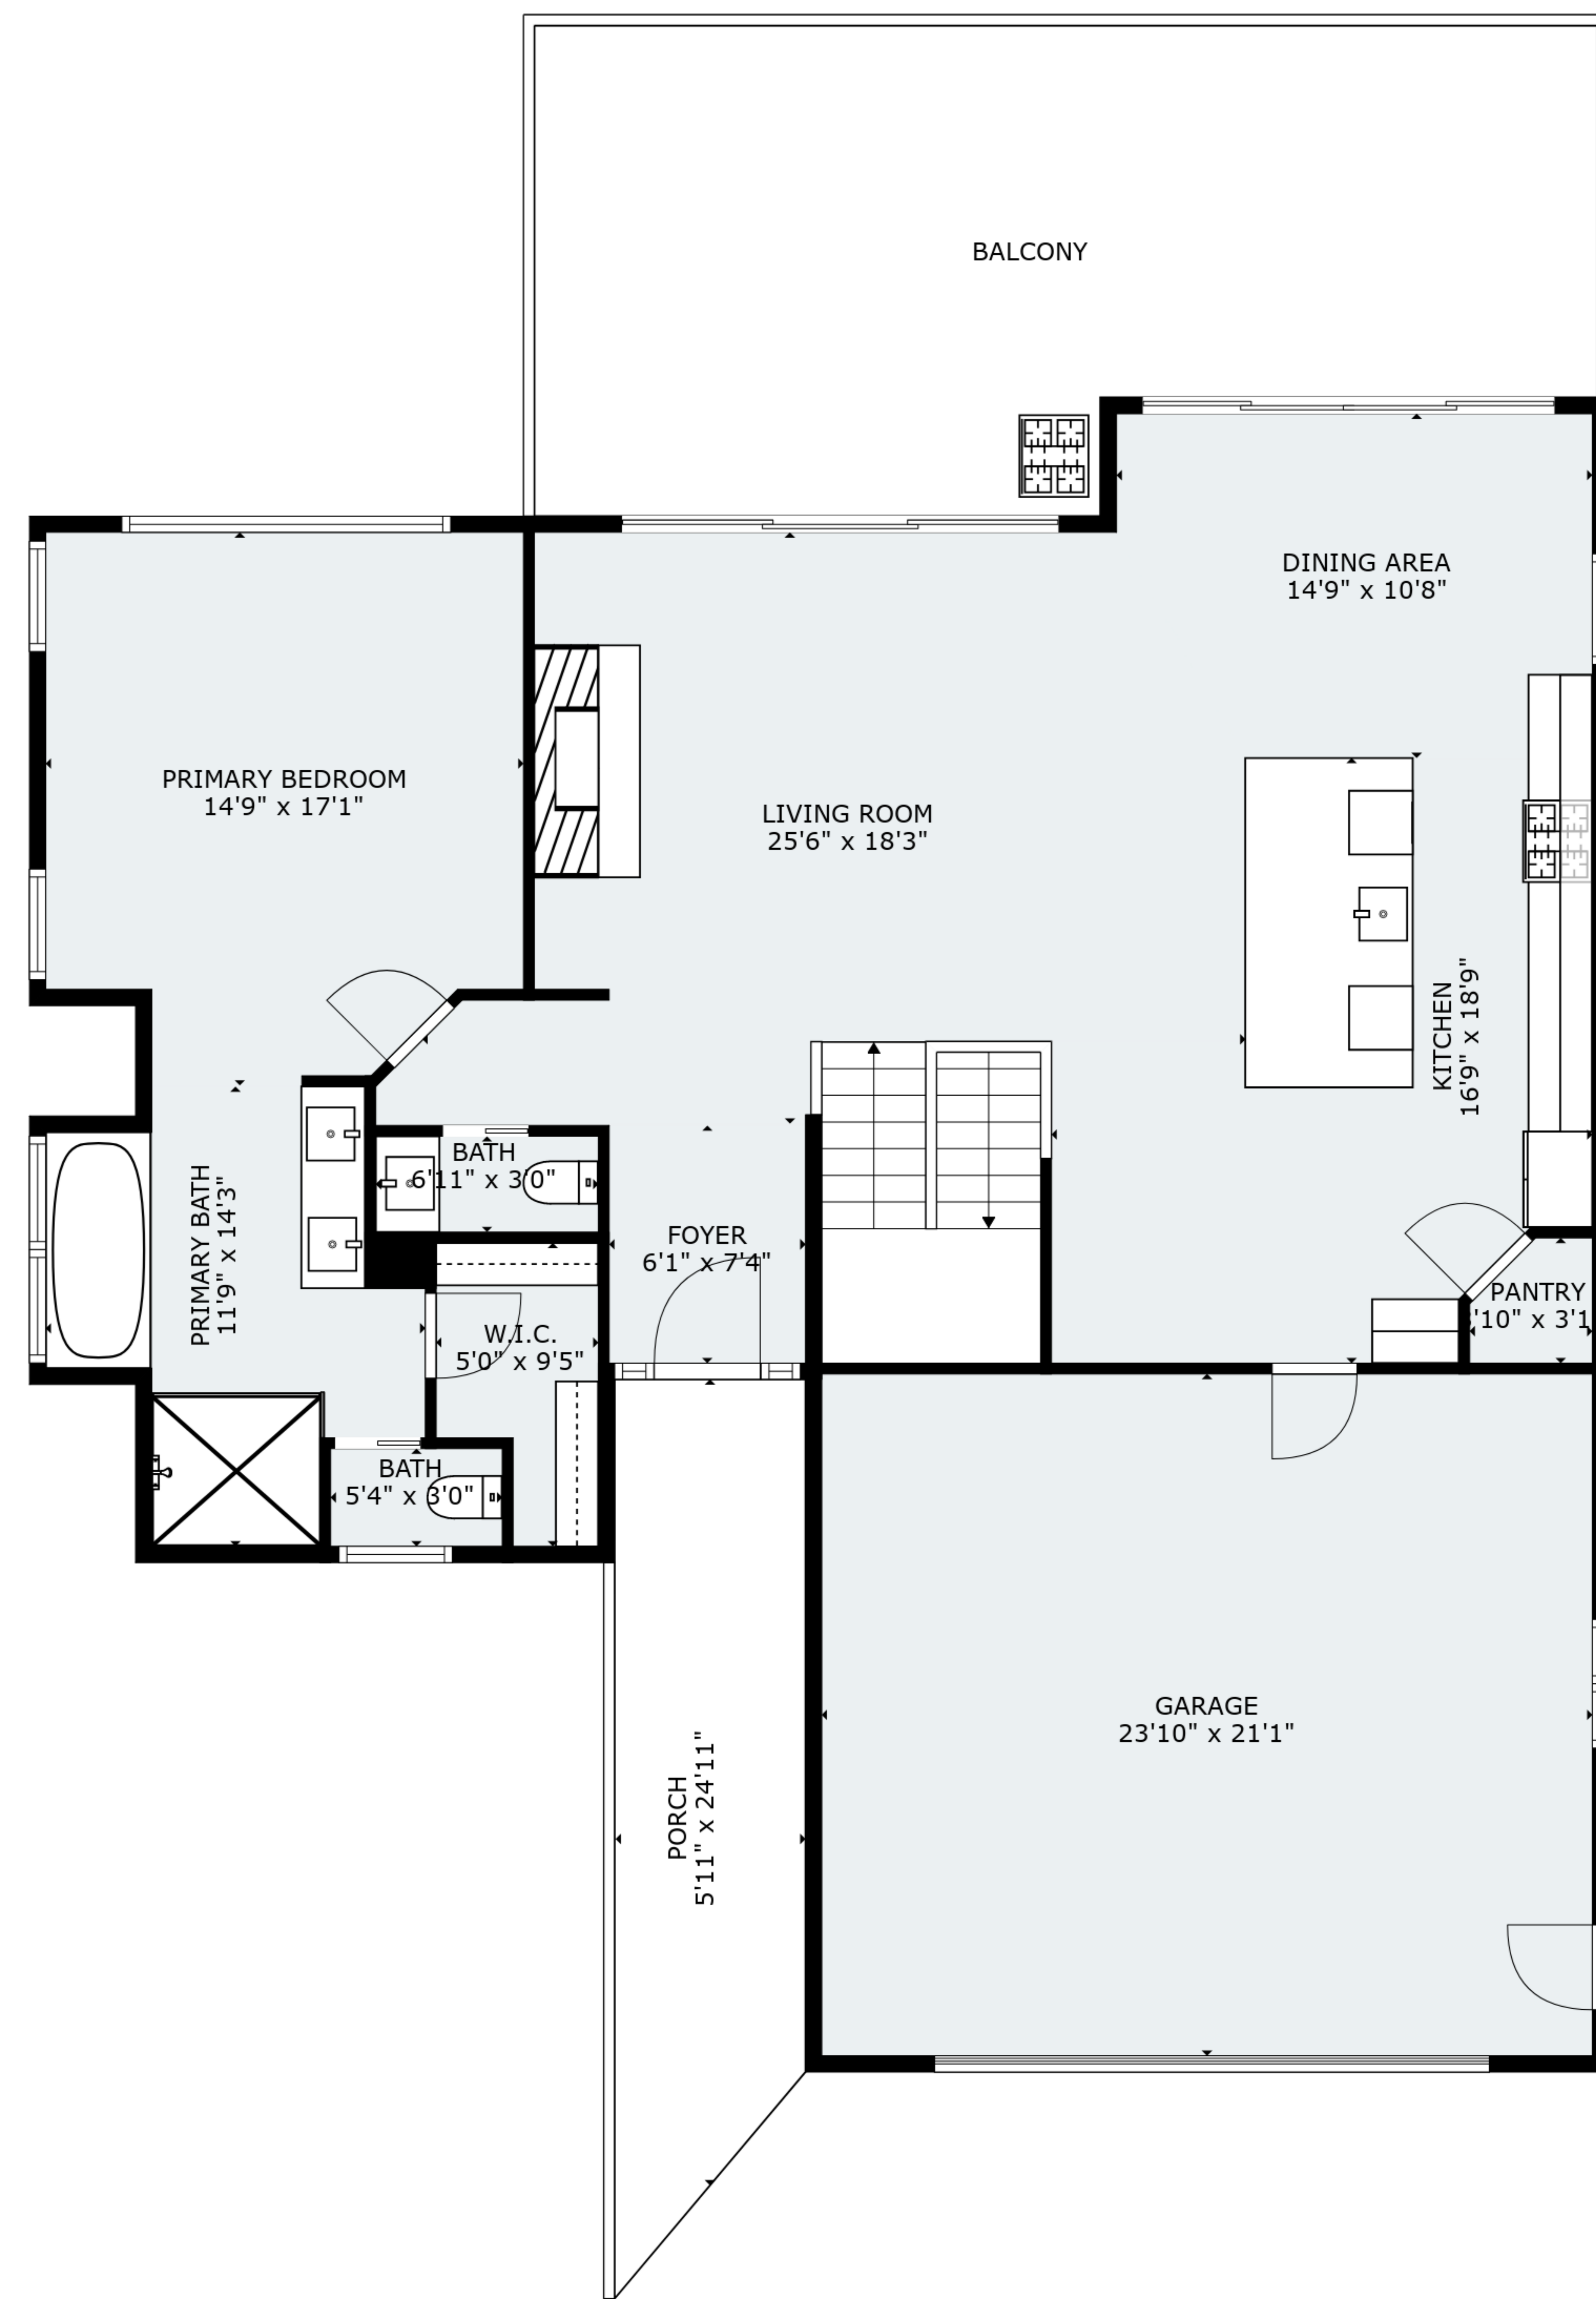 BALCONY
DINING AREA
14'9" x 10'8"
PRIMARY BEDROOM
14'9" x 17'1"
LIVING ROOM
25'6" x 18'3"
KITCHEN
16'9" x 18'9"
BATH
6'11" x 3'0"
PRIMARY BATH
11'9" x 14'3"
FOYER
6'1" x 7'4"
PANTRY
'10" x 3'1
W.I.C.
5'0" x 9'5"
BATH
5'4" x 3'0"
GARAGE
23'10" x 21'1"
PORCH
5'11" x 24'11"